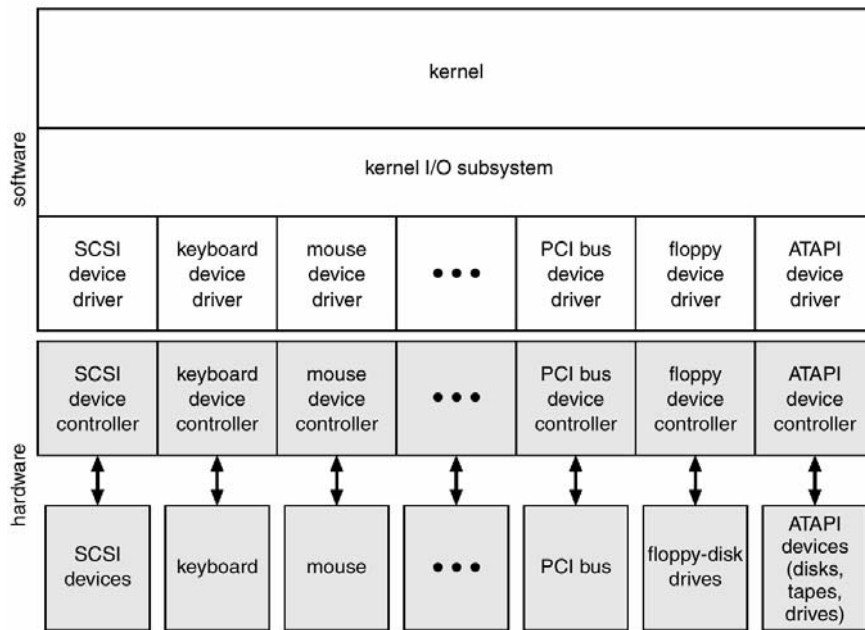 kernel
software
kernel I/O subsystem
SCSI
device
driver
keyboard
device
driver
mouse
device
driver
PCI bus
device
driver
floppy
device
driver
ATAPI
device
driver
hardware
SCSI
device
controller
keyboard
device
controller
mouse
device
controller
PCI bus
device
controller
floppy
device
controller
ATAPI
device
controller
SCSI
devices
keyboard
mouse
PCI bus
floppy-disk
drives
ATAPI
devices
(disks,
tapes,
drives)